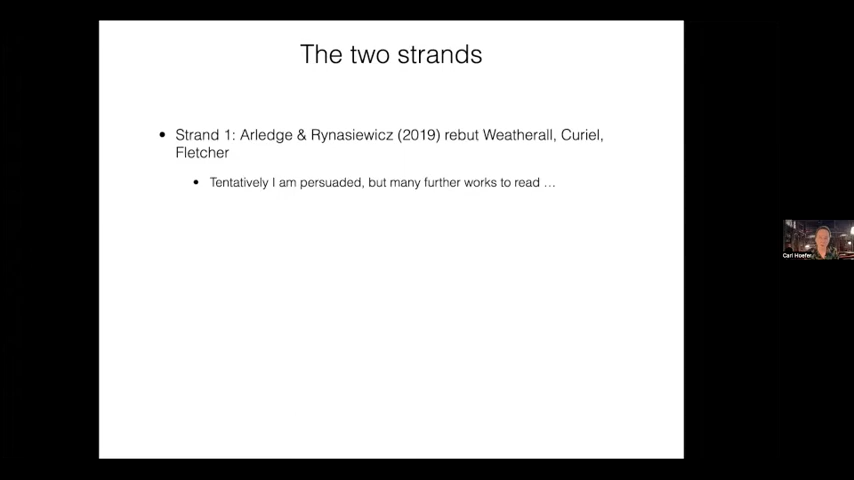 The two strands
• Strand 1: Arledge & Rynasiewicz (2019) rebut Weatherall, Curiel,
Fletcher
• Tentatively I am persuaded, but many further works to read …
Carl Hoefer